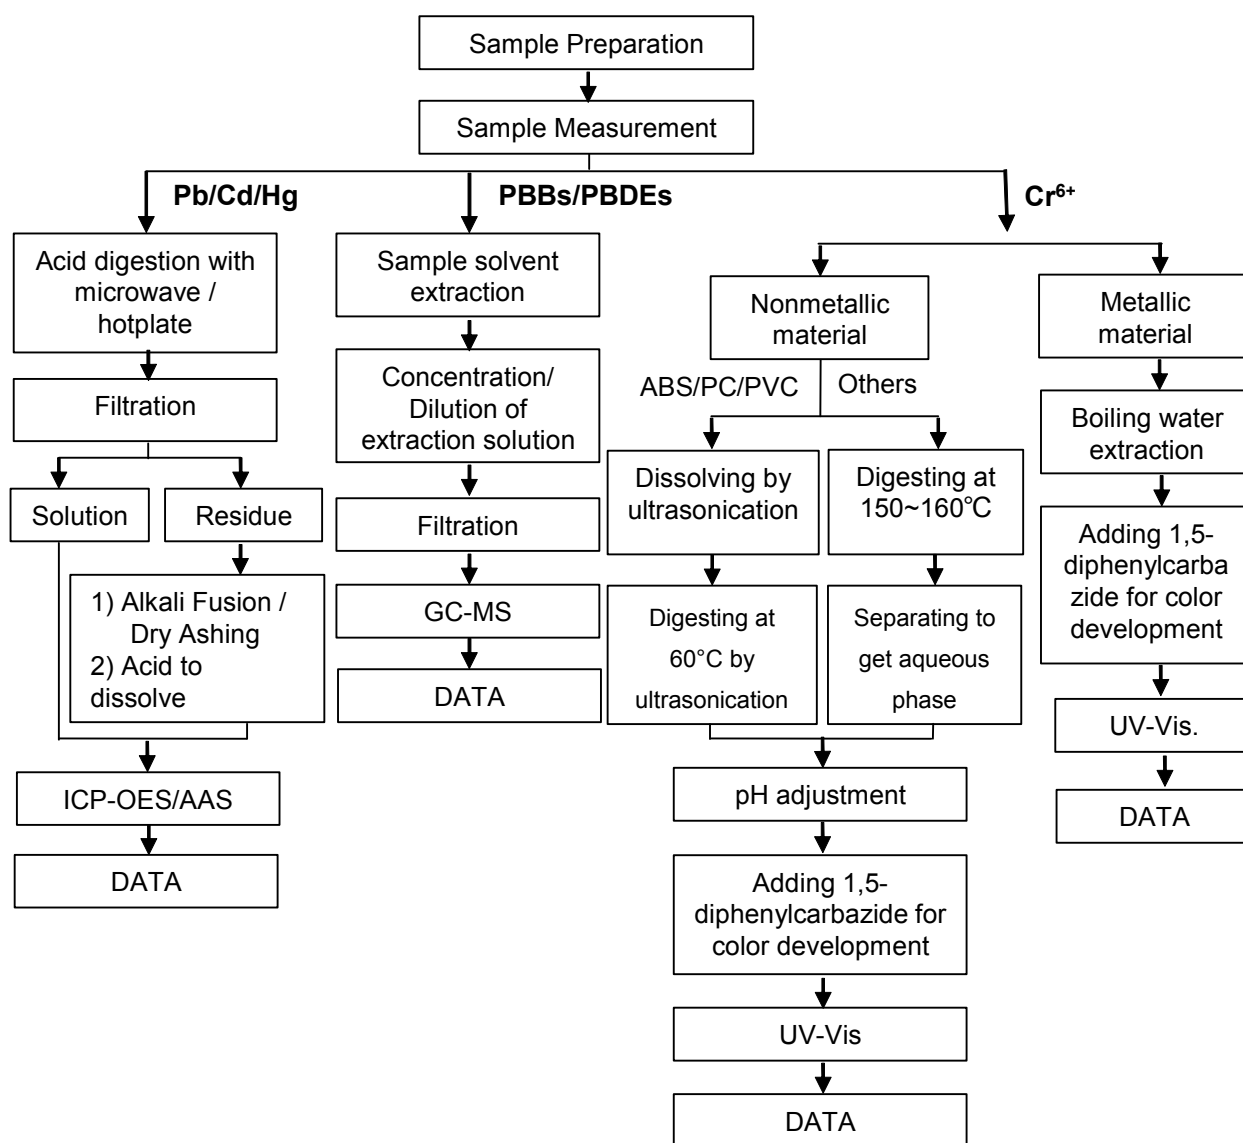 Sample Preparation
Sample Measurement
Pb/Cd/Hg
PBBs/PBDEs
Cr⁶⁺
Acid digestion with
microwave /
hotplate
Filtration
Solution
Residue
1) Alkali Fusion /
Dry Ashing
2) Acid to
dissolve
ICP-OES/AAS
DATA
Sample solvent
extraction
Concentration/
Dilution of
extraction solution
Filtration
GC-MS
DATA
Nonmetallic
material
ABS/PC/PVC
Others
Dissolving by
ultrasonication
Digesting at
150~160℃
Digesting at
60°C by
ultrasonication
Separating to
get aqueous
phase
pH adjustment
Adding 1,5-
diphenylcarbazide for
color development
UV-Vis
DATA
Metallic
material
Boiling water
extraction
Adding 1,5-
diphenylcarba
zide for color
development
UV-Vis.
DATA